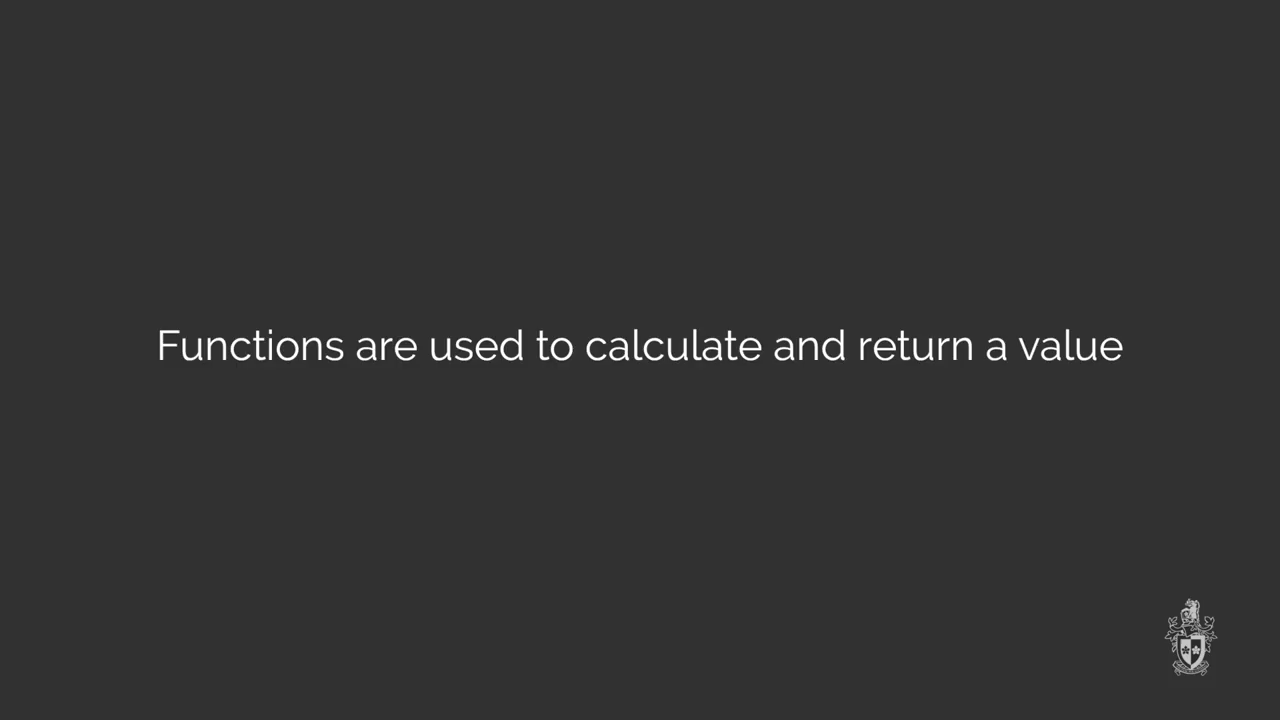 Functions are used to calculate and return a value